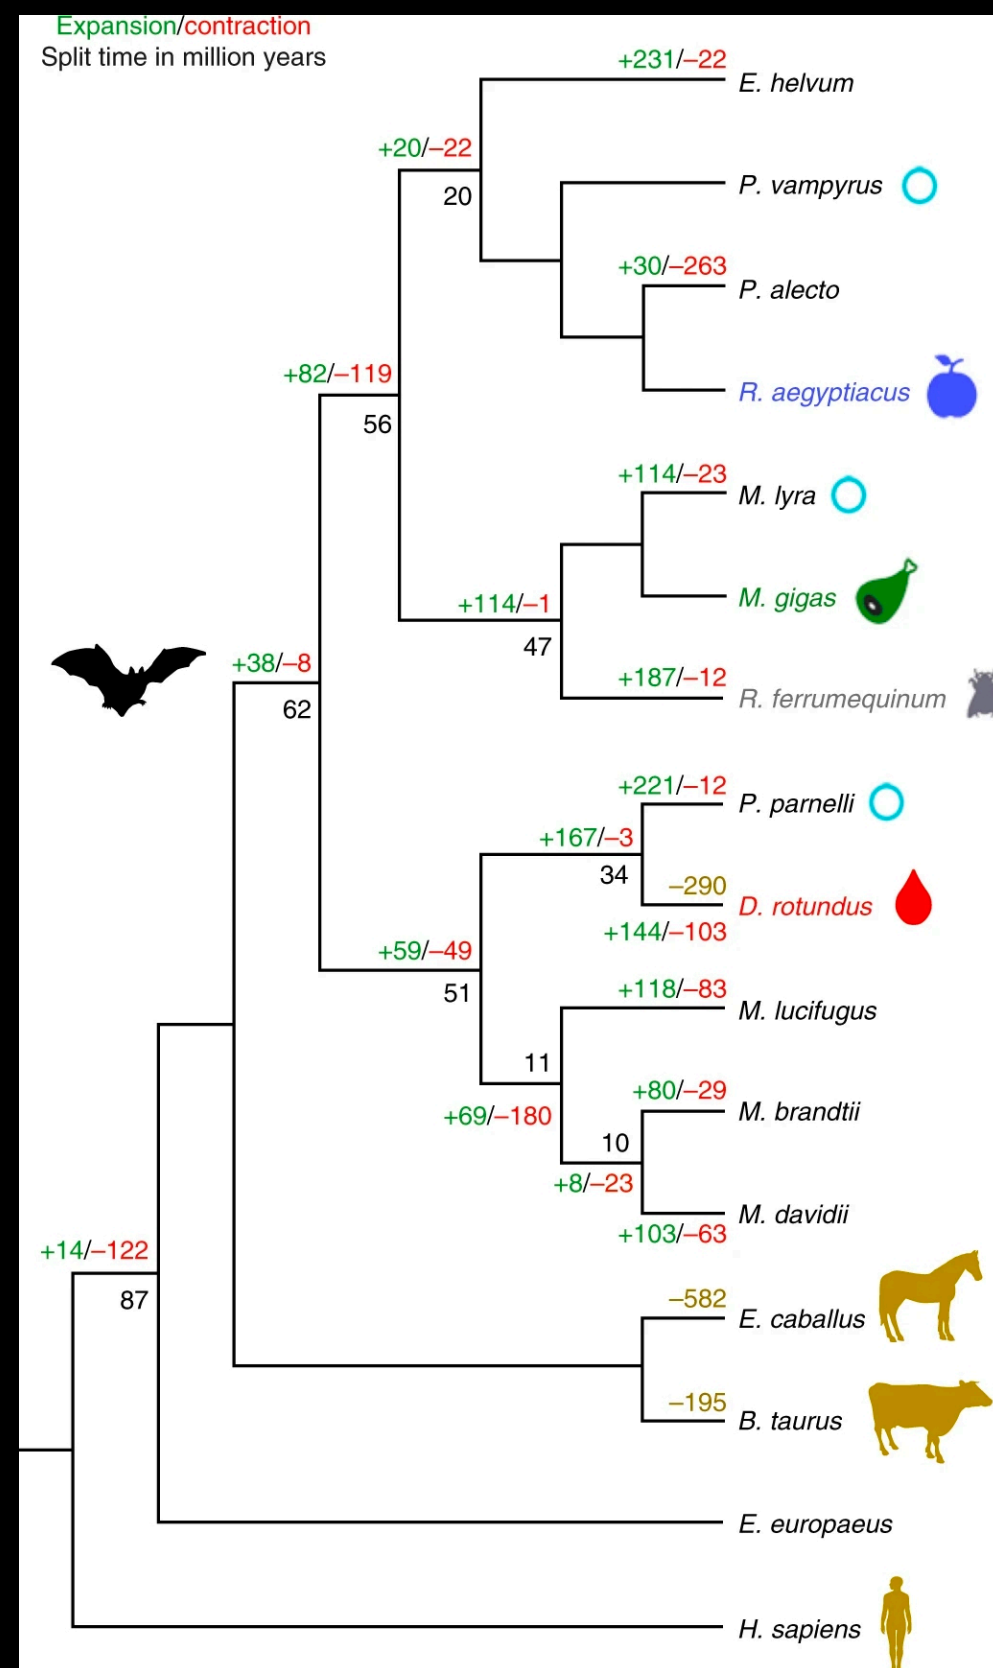 Expansion/contraction
Split time in million years
+231/–22
E. helvum
+20/–22
20
P. vampyrus
+30/–263
P. alecto
+82/–119
56
R. aegyptiacus
+114/–23
M. lyra
+114/–1
47
M. gigas
+38/–8
62
+187/–12
R. ferrumequinum
+221/–12
P. parnelli
+167/–3
34
–290
D. rotundus
+144/–103
+59/–49
51
+118/–83
M. lucifugus
11
+69/–180
+80/–29
M. brandtii
10
+8/–23
M. davidii
+103/–63
+14/–122
87
–582
E. caballus
–195
B. taurus
E. europaeus
H. sapiens